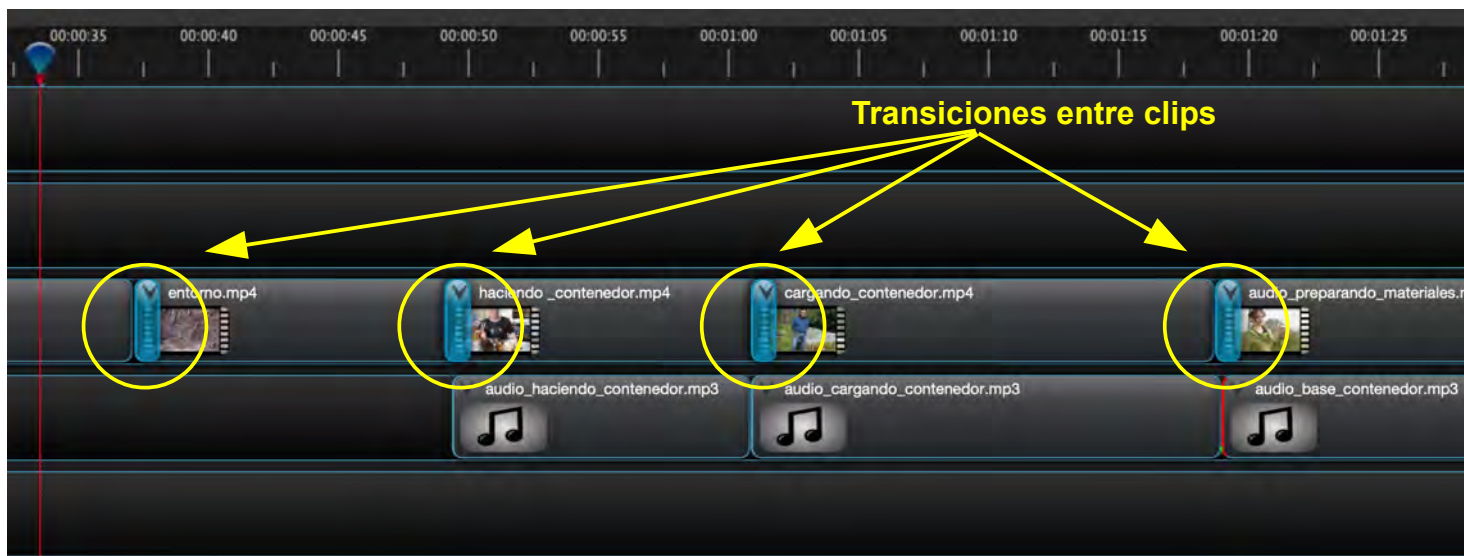 00:00:35 00:00:40 00:00:45 00:00:50 00:00:55 00:01:00 00:01:05 00:01:10 00:01:15 00:01:20 00:01:25
Transiciones entre clips
entorno.mp4 haciendo _contenedor.mp4 cargando_contenedor.mp4 audio_preparando_materiales.m
audio_haciendo_contenedor.mp3 audio_cargando_contenedor.mp3 audio_base_contenedor.mp3